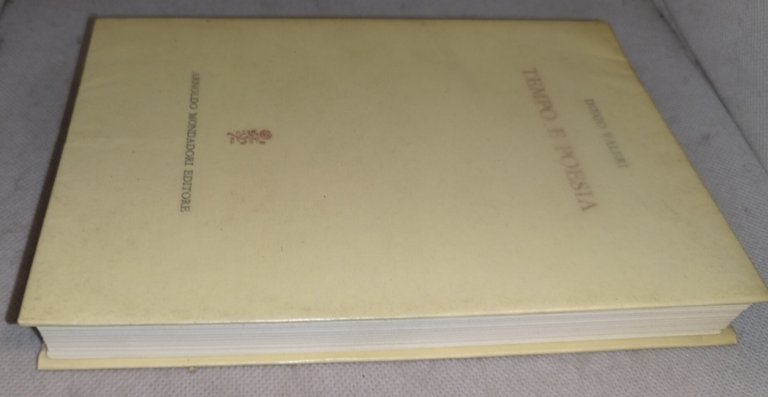 DIEGO VALERI
TEMPO E POESIA
ARNOLDO MONDADORI EDITORE